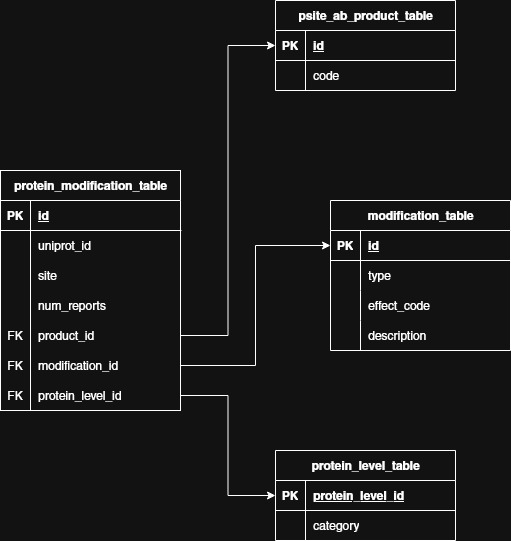 psite_ab_product_table
PK id
code
protein_modification_table
PK id
uniprot_id
site
num_reports
FK product_id
FK modification_id
FK protein_level_id
modification_table
PK id
type
effect_code
description
protein_level_table
PK protein_level_id
category